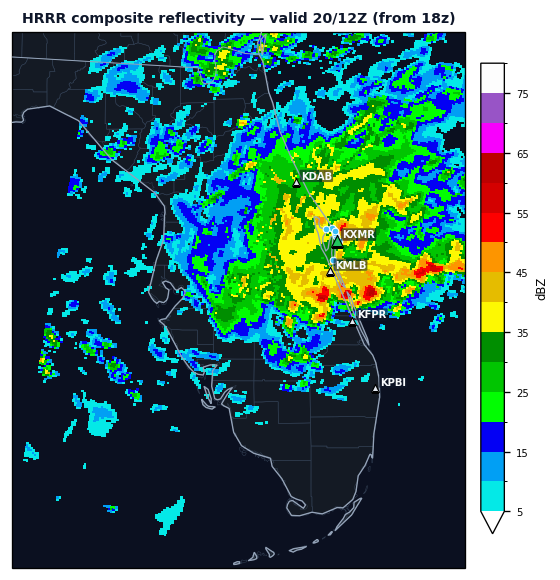 HRRR composite reflectivity — valid 20/12Z (from 18z)
KDAB
KXMR
KMLB
KFPR
KPBI
75
65
55
45
35
25
15
5
dBZ